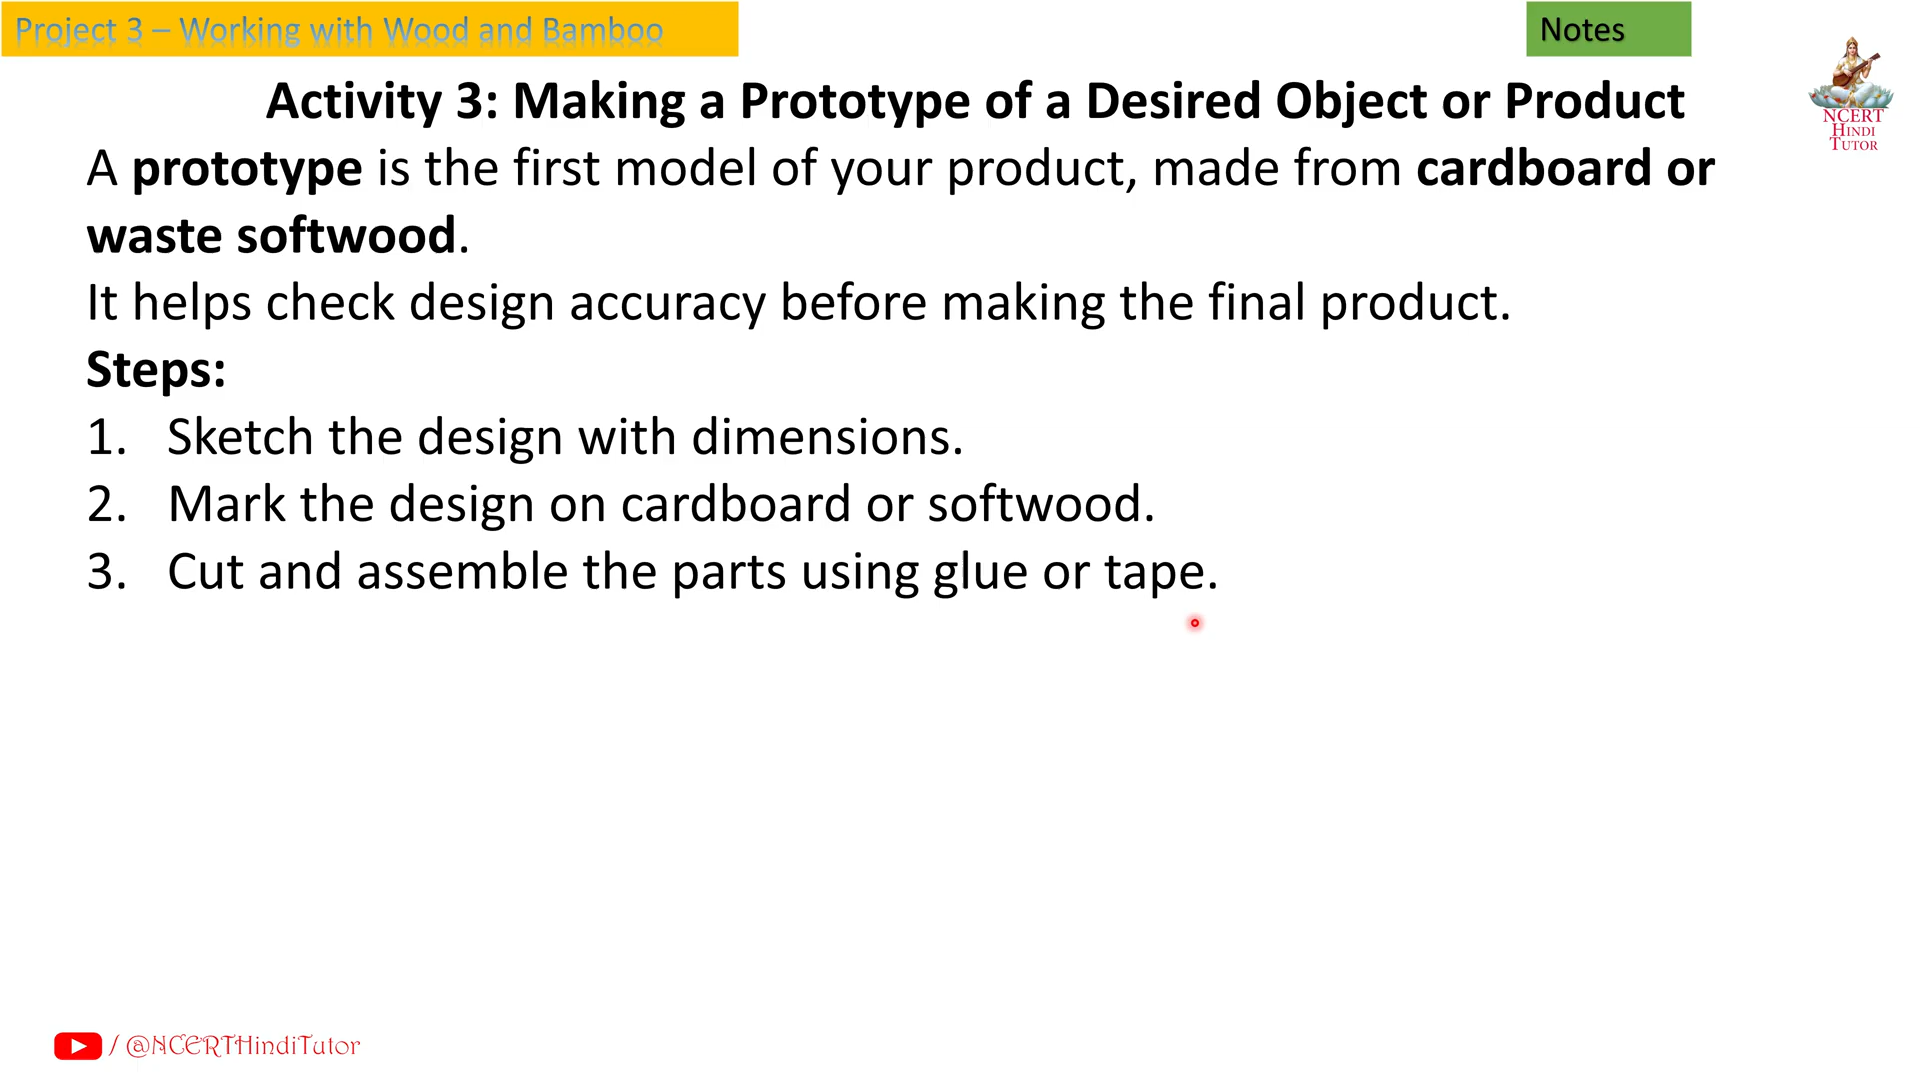 Project 3 – Working with Wood and Bamboo
Notes
NCERT
HINDI
TUTOR
Activity 3: Making a Prototype of a Desired Object or Product
A prototype is the first model of your product, made from cardboard or
waste softwood.
It helps check design accuracy before making the final product.
Steps:
1. Sketch the design with dimensions.
2. Mark the design on cardboard or softwood.
3. Cut and assemble the parts using glue or tape.
/ @NCERTHindiTutor